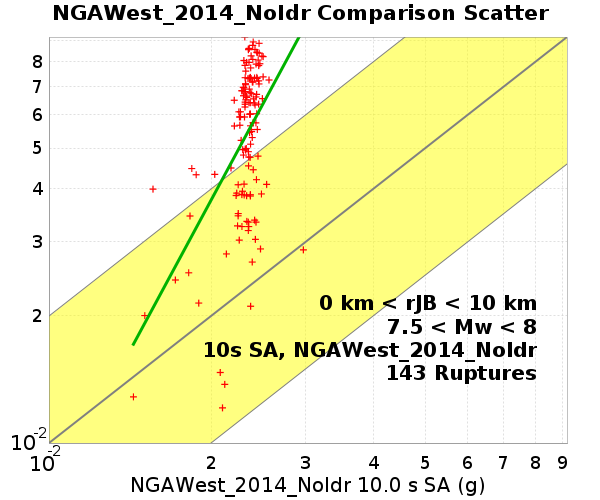 NGAWest_2014_NoIdr Comparison Scatter
8
7
6
5
4
3
2
10-2
0 km < rJB < 10 km
7.5 < Mw < 8
10s SA, NGAWest_2014_NoIdr
143 Ruptures
10-2 2 3 4 5 6 7 8 9
NGAWest_2014_NoIdr 10.0 s SA (g)